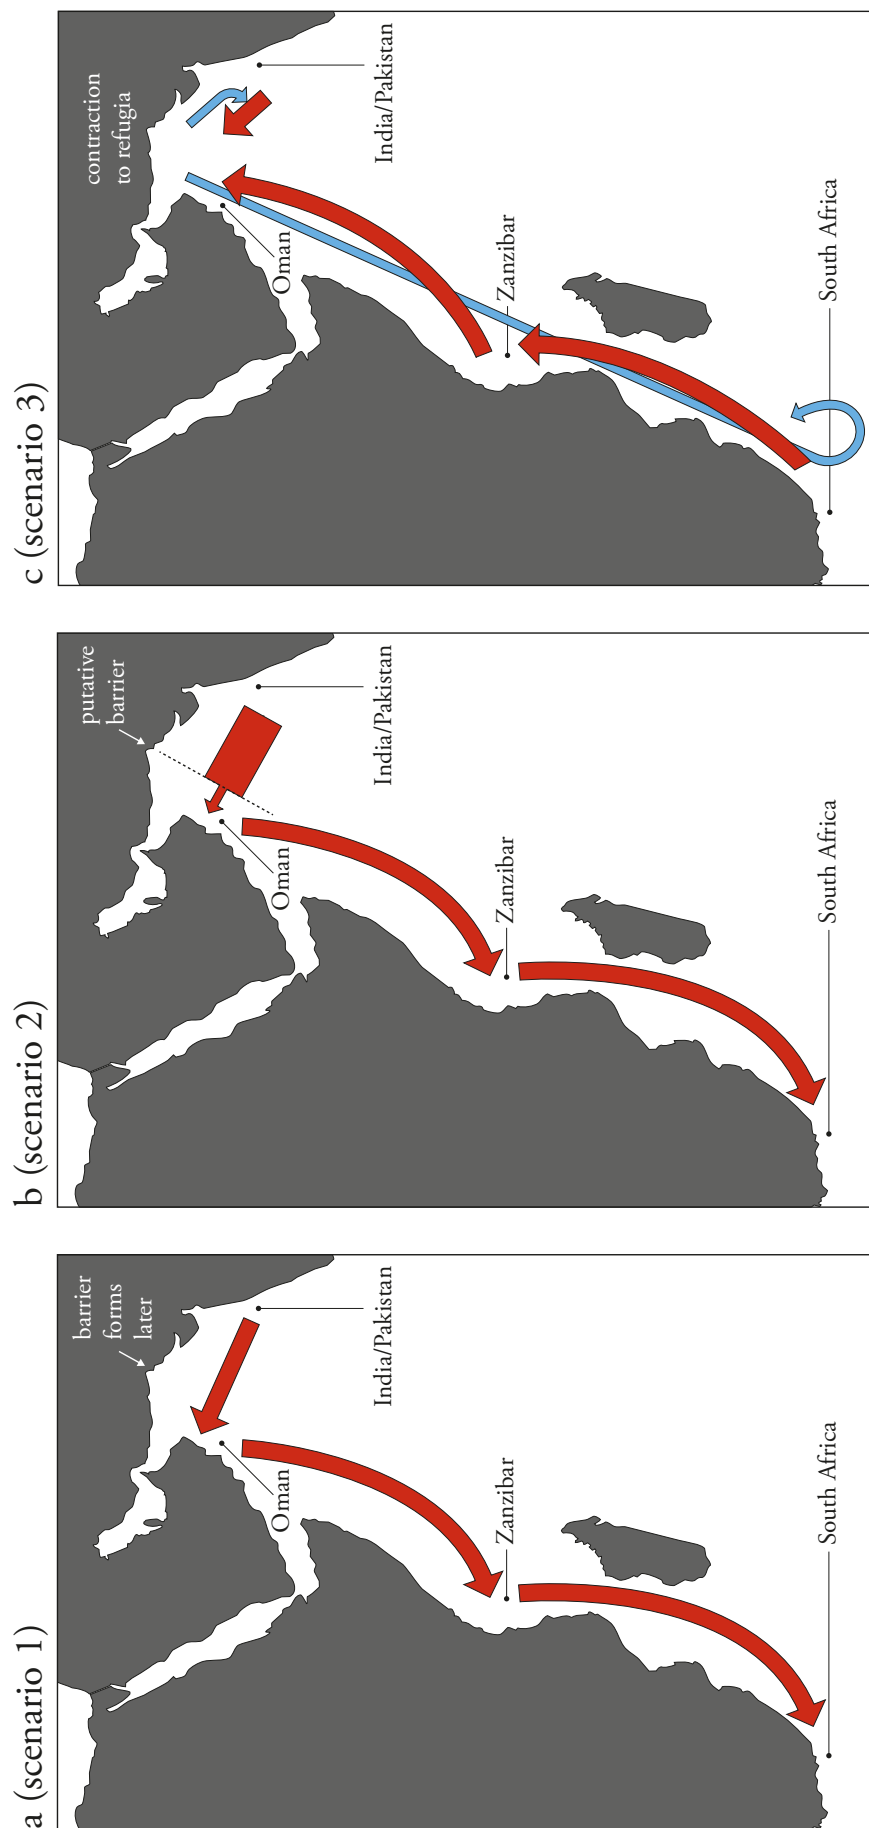 a (scenario 1)
barrier
forms
later
India/Pakistan
Oman
Zanzibar
South Africa
b (scenario 2)
putative
barrier
India/Pakistan
Oman
Zanzibar
South Africa
c (scenario 3)
contraction
to refugia
India/Pakistan
Oman
Zanzibar
South Africa